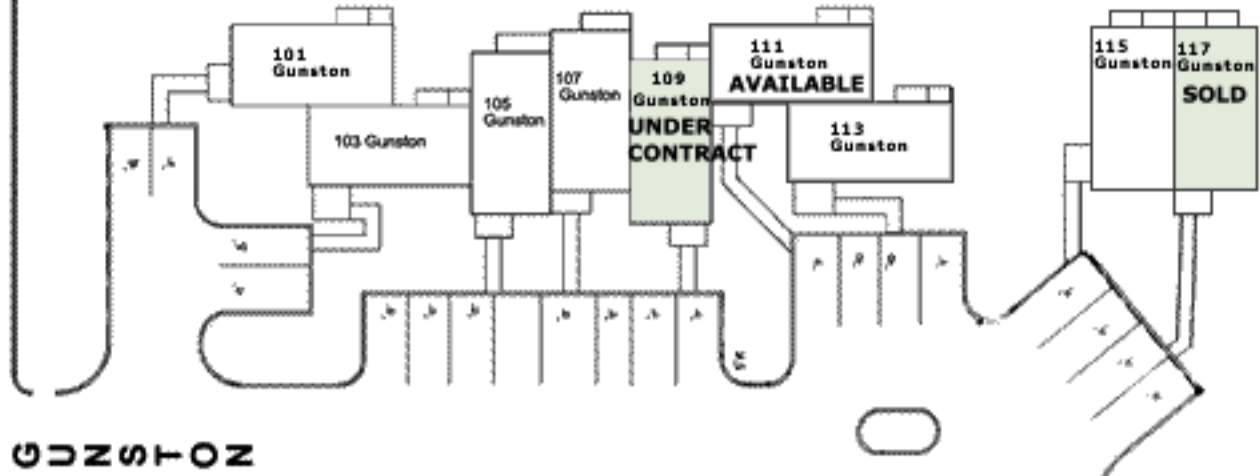 101
Gunston
103 Gunston
105
Gunston
107
Gunston
109
Gunston
UNDER
CONTRACT
111
Gunston
AVAILABLE
113
Gunston
115
Gunston
117
Gunston
SOLD
GUNSTON